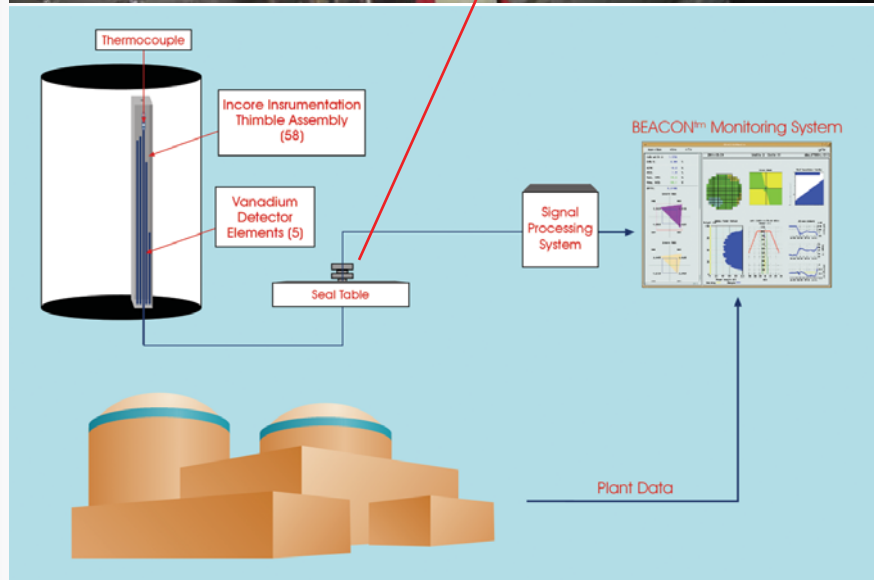 Thermocouple
Incore Insrumentation
Thimble Assembly
(58)
Vanadium
Detector
Elements (5)
Seal Table
Signal
Processing
System
BEACON™ Monitoring System
Plant Data